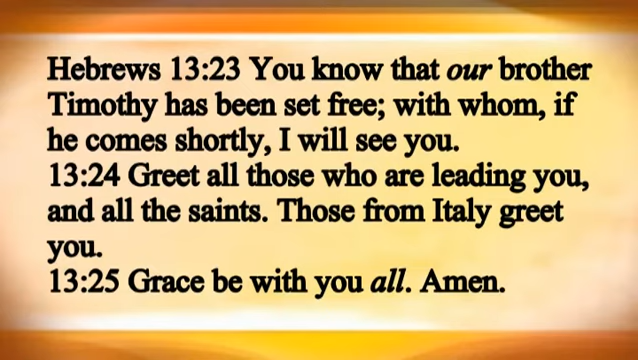 Hebrews 13:23 You know that our brother
Timothy has been set free; with whom, if
he comes shortly, I will see you.
13:24 Greet all those who are leading you,
and all the saints. Those from Italy greet
you.
13:25 Grace be with you all. Amen.